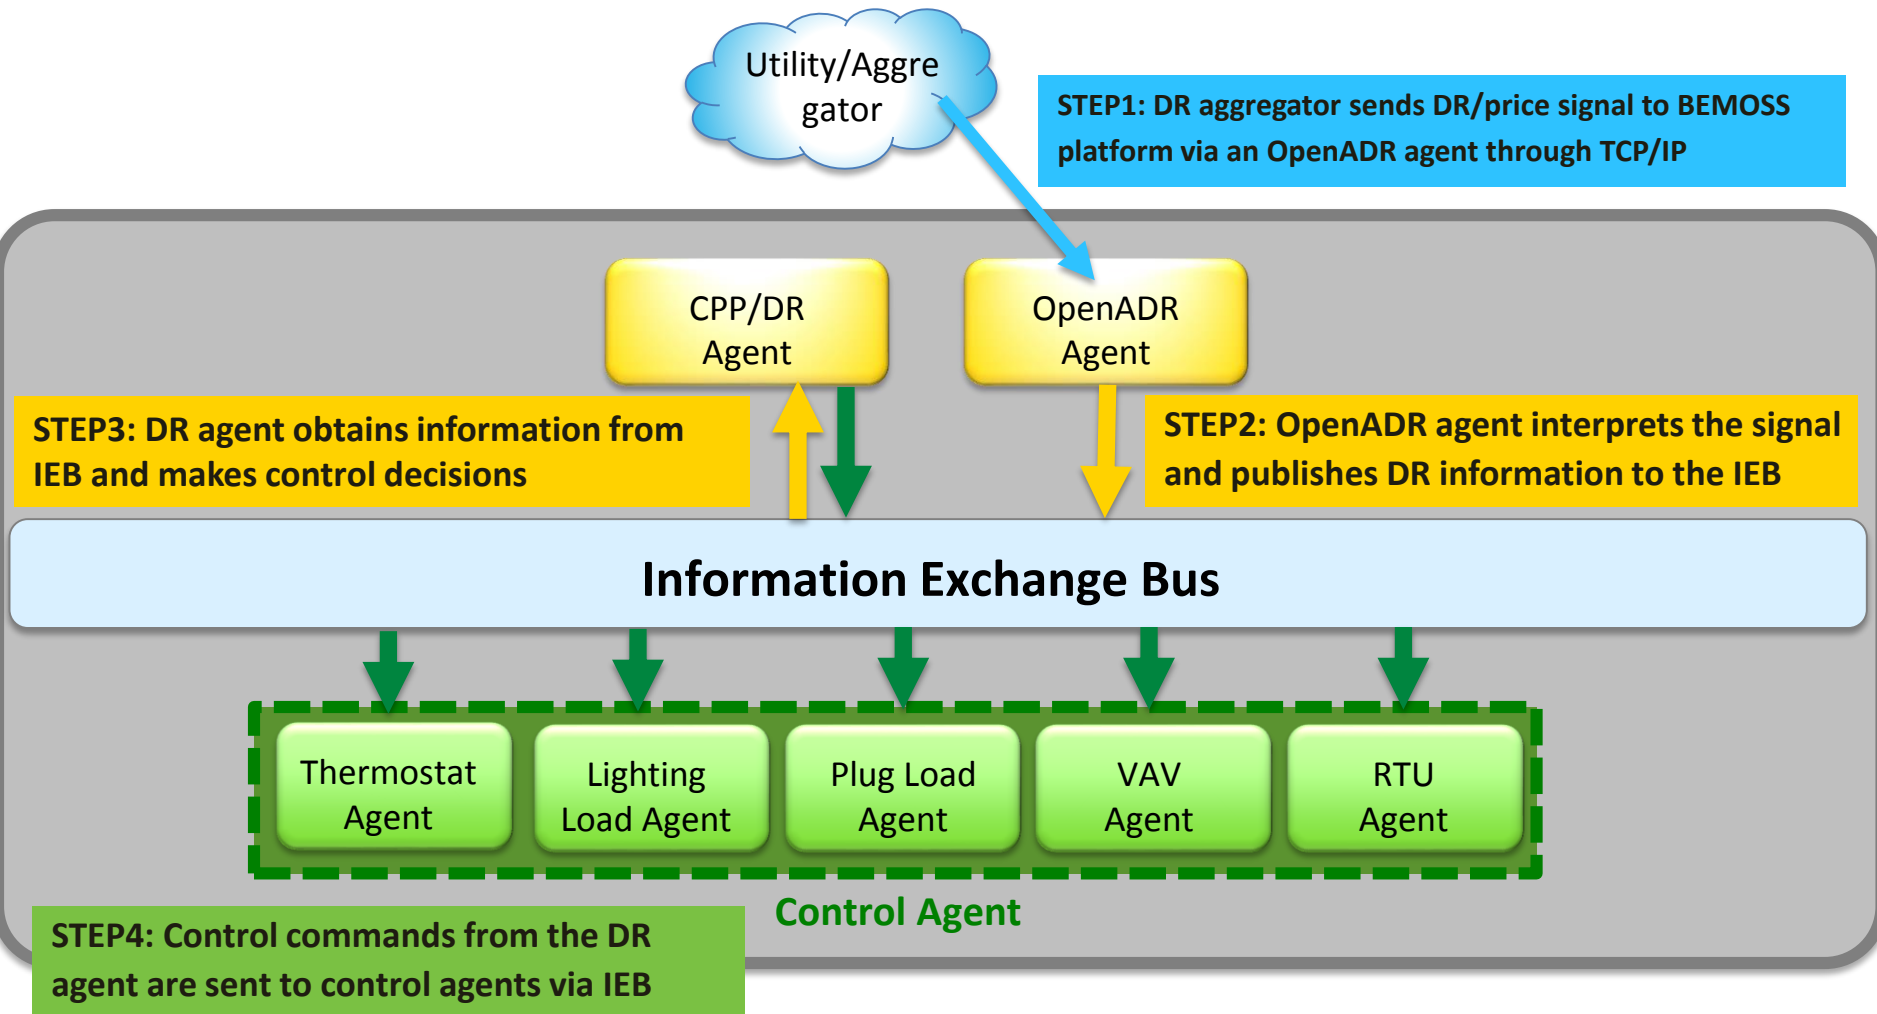 Utility/Aggre
gator
STEP1: DR aggregator sends DR/price signal to BEMOSS
platform via an OpenADR agent through TCP/IP
CPP/DR
Agent
OpenADR
Agent
STEP3: DR agent obtains information from
IEB and makes control decisions
STEP2: OpenADR agent interprets the signal
and publishes DR information to the IEB
Information Exchange Bus
Thermostat
Agent
Lighting
Load Agent
Plug Load
Agent
VAV
Agent
RTU
Agent
Control Agent
STEP4: Control commands from the DR
agent are sent to control agents via IEB